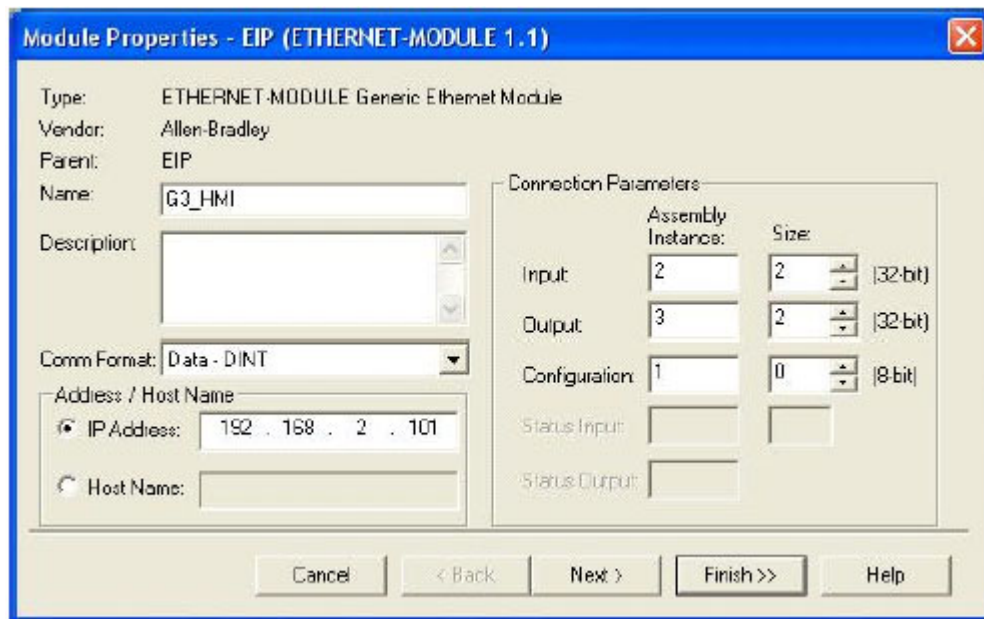 Module Properties - EIP (ETHERNET-MODULE 1.1)
Type: ETHERNET-MODULE Generic Ethernet Module
Vendor: Allen-Bradley
Parent: EIP
Name: G3_HMI
Description:
Comm Format: Data - DINT
Address / Host Name
IP Address: 192 . 168 . 2 . 101
Host Name:
Connection Parameters
Assembly Instance: Size:
Input: 2 2 (32-bit)
Output: 3 2 (32-bit)
Configuration: 1 0 (8-bit)
Status Input:
Status Output:
Cancel < Back Next > Finish >> Help